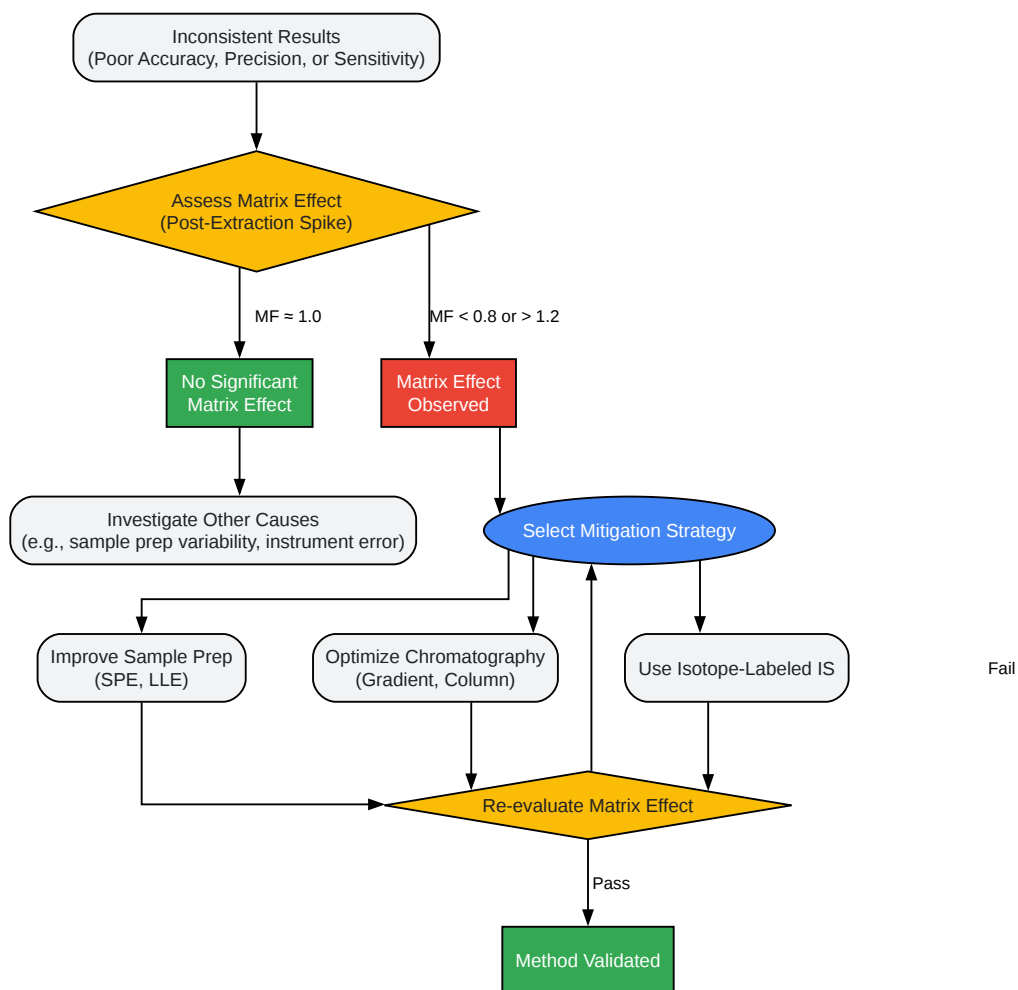 Inconsistent Results
(Poor Accuracy, Precision, or Sensitivity)
Assess Matrix Effect
(Post-Extraction Spike)
MF ≈ 1.0
MF < 0.8 or > 1.2
No Significant
Matrix Effect
Matrix Effect
Observed
Investigate Other Causes
(e.g., sample prep variability, instrument error)
Select Mitigation Strategy
Improve Sample Prep
(SPE, LLE)
Optimize Chromatography
(Gradient, Column)
Use Isotope-Labeled IS
Fail
Re-evaluate Matrix Effect
Pass
Method Validated